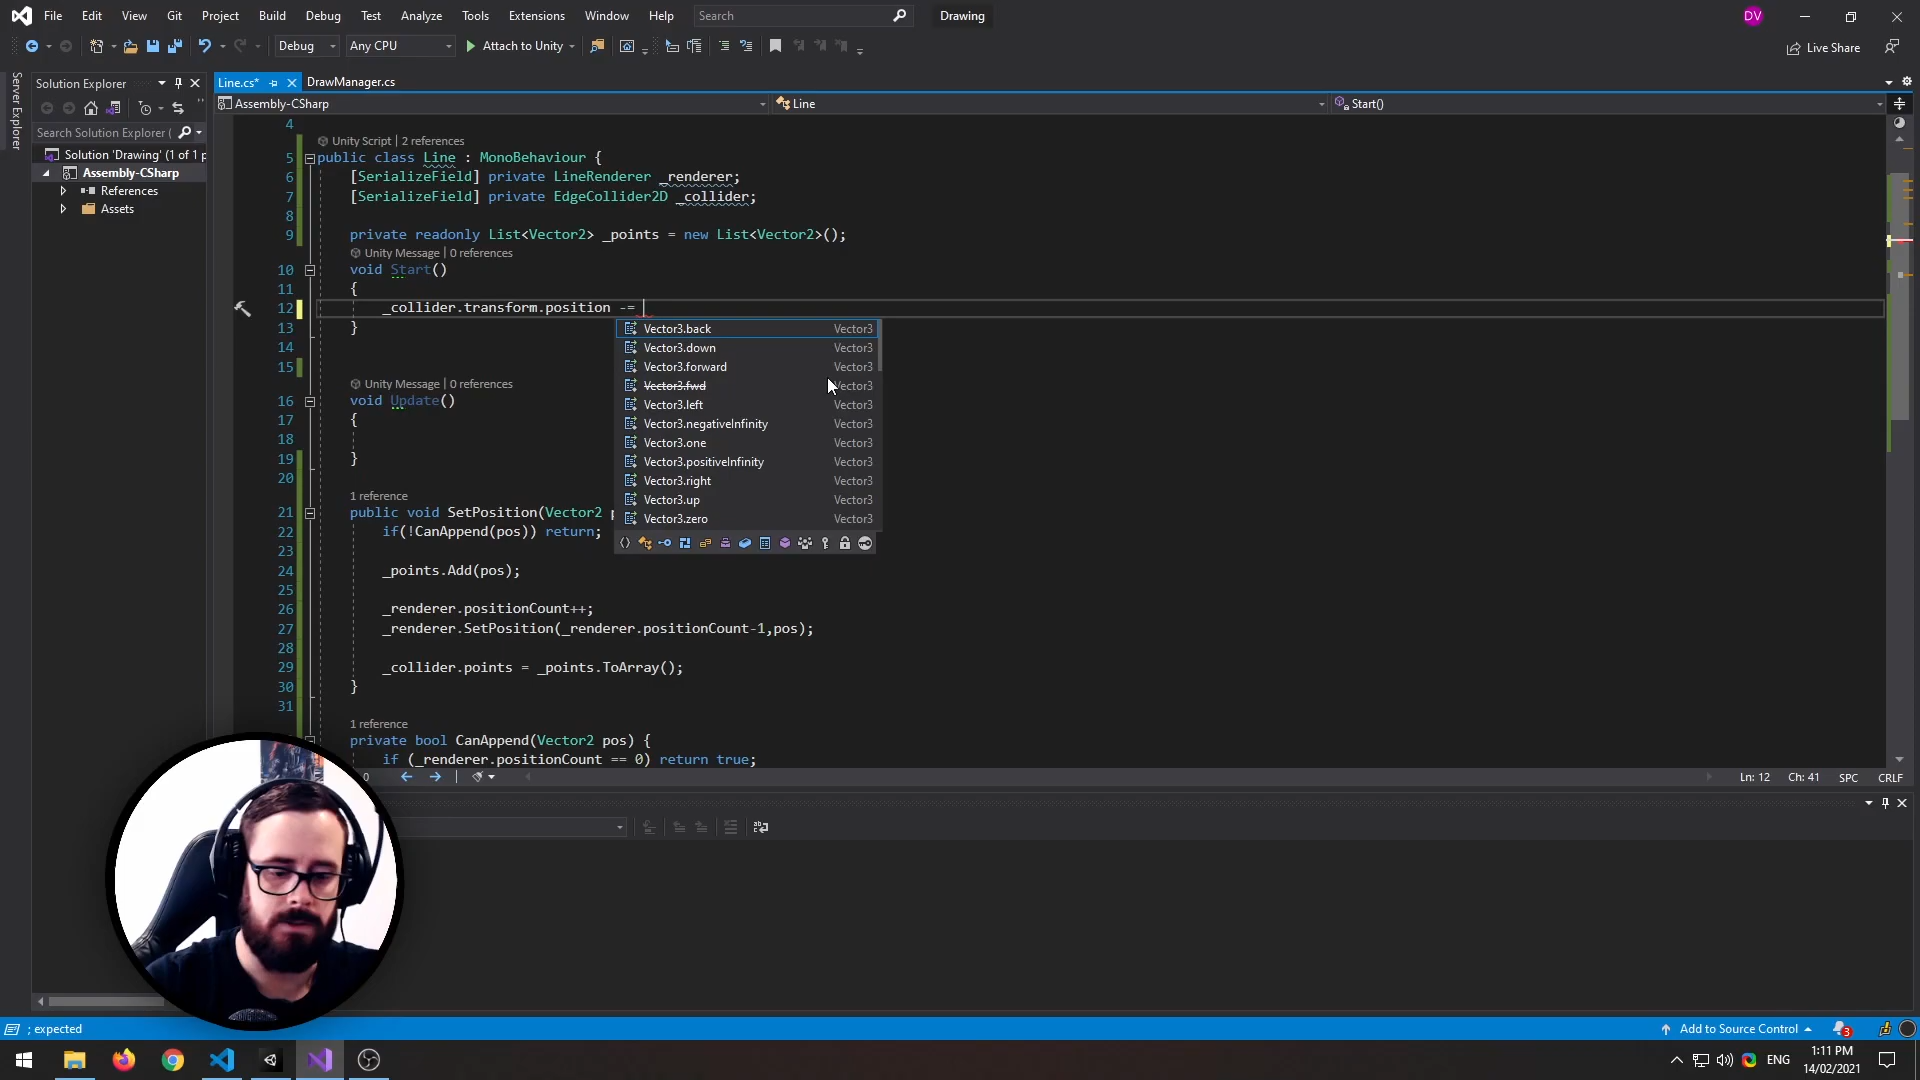 File Edit View Git Project Build Debug Test Analyze Tools Extensions Window Help Search Drawing DV
Debug Any CPU Attach to Unity Live Share
Server Explorer
Solution Explorer
Search Solution Explorer (
Solution 'Drawing' (1 of 1 p
Assembly-CSharp
References
Assets
Line.cs* DrawManager.cs
Assembly-CSharp Line Start()
4
Unity Script | 2 references
5 public class Line : MonoBehaviour {
6 [SerializeField] private LineRenderer _renderer;
7 [SerializeField] private EdgeCollider2D _collider;
8
9 private readonly List<Vector2> _points = new List<Vector2>();
Unity Message | 0 references
10 void Start()
11 {
12 _collider.transform.position -=
13 }
14
15
Unity Message | 0 references
16 void Update()
17 {
18
19 }
20
1 reference
21 public void SetPosition(Vector2 p
22 if(!CanAppend(pos)) return;
23
24 _points.Add(pos);
25
26 _renderer.positionCount++;
27 _renderer.SetPosition(_renderer.positionCount-1,pos);
28
29 _collider.points = _points.ToArray();
30 }
31
1 reference
private bool CanAppend(Vector2 pos) {
if (_renderer.positionCount == 0) return true;
Vector3.back Vector3
Vector3.down Vector3
Vector3.forward Vector3
Vector3.fwd Vector3
Vector3.left Vector3
Vector3.negativeInfinity Vector3
Vector3.one Vector3
Vector3.positiveInfinity Vector3
Vector3.right Vector3
Vector3.up Vector3
Vector3.zero Vector3
0 Ln: 12 Ch: 41 SPC CRLF
; expected Add to Source Control 3
ENG 1:11 PM
14/02/2021